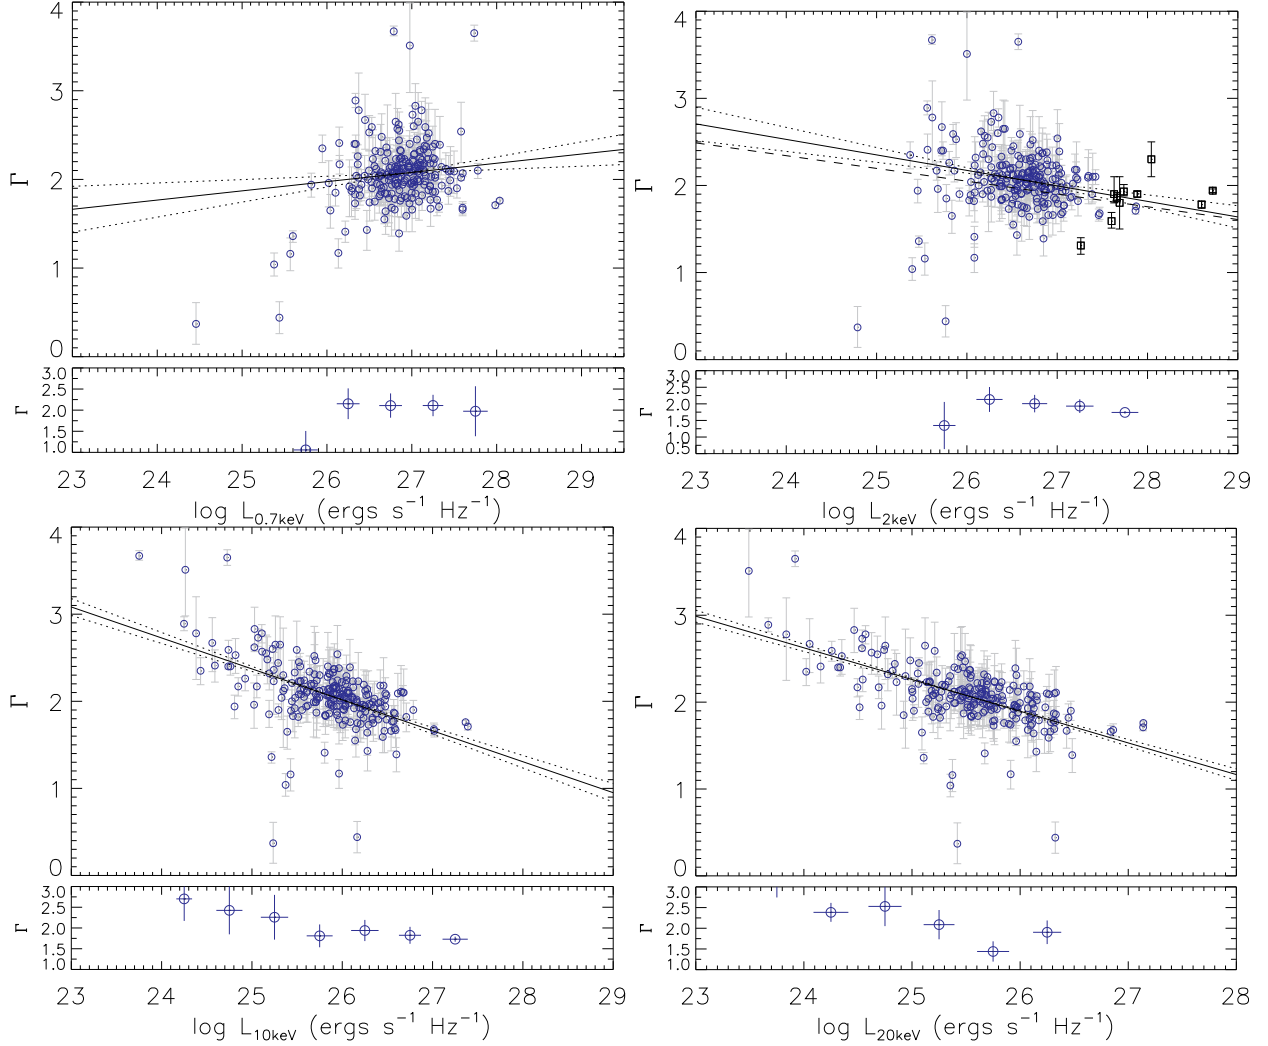 4
3
2
1
0
Γ
3.0
2.5
2.0
1.5
1.0
Γ
23 24 25 26 27 28 29
log L0.7keV (ergs s−1 Hz−1)
4
3
2
1
0
Γ
3.0
2.5
2.0
1.5
1.0
0.5
Γ
23 24 25 26 27 28 29
log L2keV (ergs s−1 Hz−1)
4
3
2
1
0
Γ
3.0
2.5
2.0
1.5
1.0
Γ
23 24 25 26 27 28 29
log L10keV (ergs s−1 Hz−1)
4
3
2
1
0
Γ
3.0
2.5
2.0
1.5
1.0
Γ
23 24 25 26 27 28
log L20keV (ergs s−1 Hz−1)